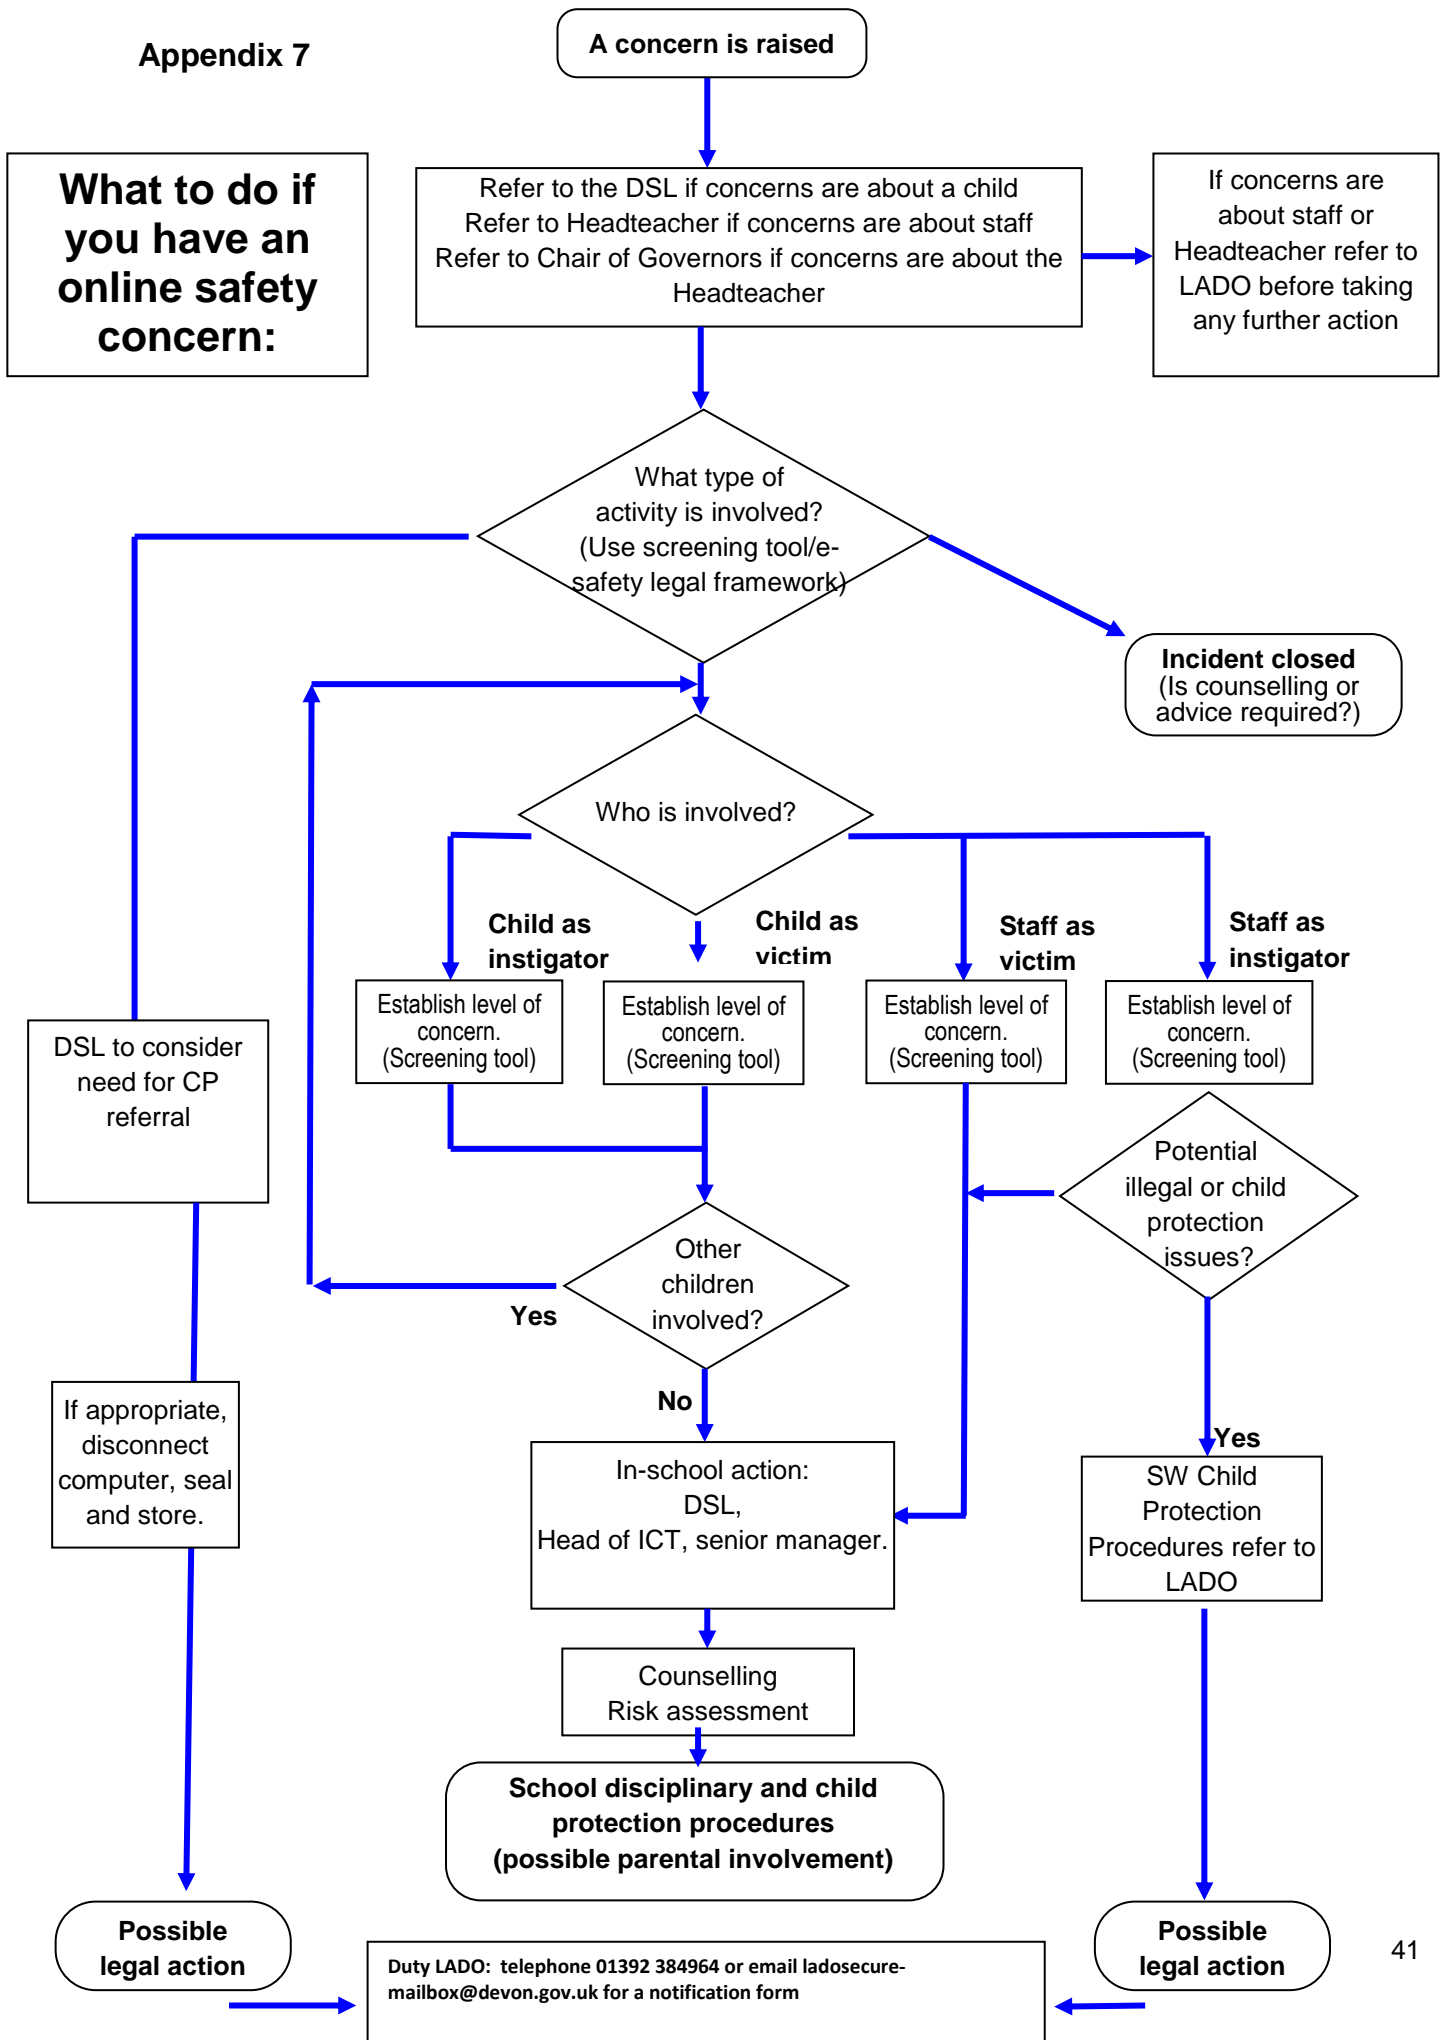 Appendix 7
A concern is raised
What to do if
you have an
online safety
concern:
Refer to the DSL if concerns are about a child
Refer to Headteacher if concerns are about staff
Refer to Chair of Governors if concerns are about the
Headteacher
If concerns are
about staff or
Headteacher refer to
LADO before taking
any further action
What type of
activity is involved?
(Use screening tool/e-
safety legal framework)
Incident closed
(Is counselling or
advice required?)
Who is involved?
Child as
instigator
Child as
victim
Staff as
victim
Staff as
instigator
Establish level of
concern.
(Screening tool)
Establish level of
concern.
(Screening tool)
Establish level of
concern.
(Screening tool)
Establish level of
concern.
(Screening tool)
DSL to consider
need for CP
referral
Potential
illegal or child
protection
issues?
Other
children
involved?
Yes
No
If appropriate,
disconnect
computer, seal
and store.
In-school action:
DSL,
Head of ICT, senior manager.
Yes
SW Child
Protection
Procedures refer to
LADO
Counselling
Risk assessment
School disciplinary and child
protection procedures
(possible parental involvement)
Possible
legal action
Possible
legal action
Duty LADO: telephone 01392 384964 or email ladosecure-
mailbox@devon.gov.uk for a notification form
41